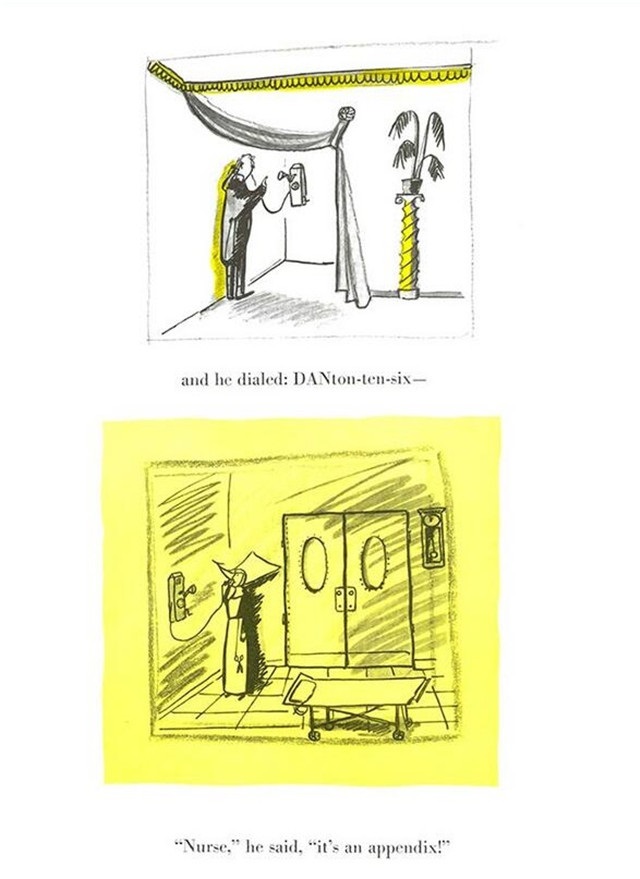 and he dialed: DANton-ten-six—
“Nurse,” he said, “it’s an appendix!”